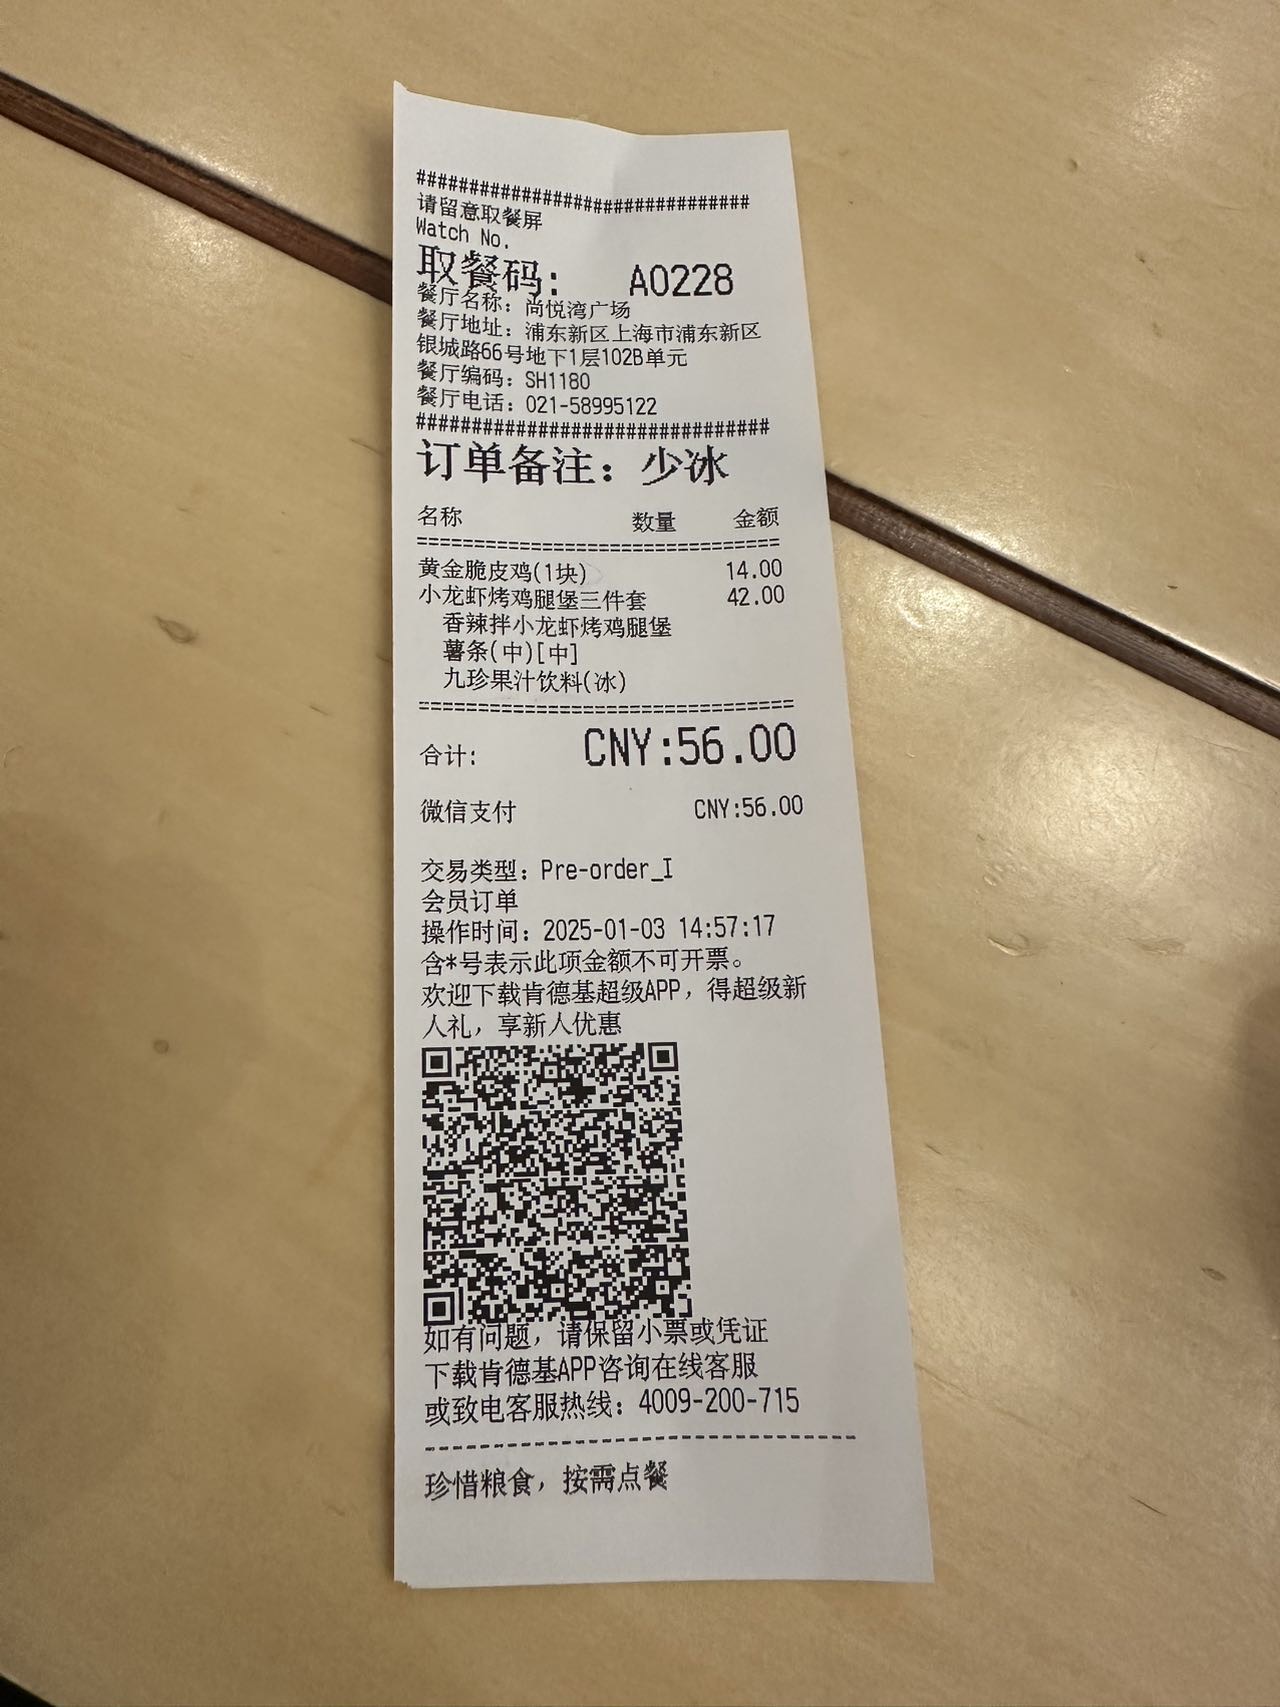 ################################
请留意取餐屏
Watch No.
取餐码: A0228
餐厅名称: 尚悦湾广场
餐厅地址: 浦东新区上海市浦东新区
银城路66号地下1层102B单元
餐厅编码: SH1180
餐厅电话: 021-58995122
################################
订单备注: 少冰
名称 数量 金额
================================
黄金脆皮鸡(1块) 14.00
小龙虾烤鸡腿堡三件套 42.00
香辣拌小龙虾烤鸡腿堡
薯条(中)[中]
九珍果汁饮料(冰)
================================
合计: CNY:56.00
微信支付 CNY:56.00
交易类型: Pre-order_I
会员订单
操作时间: 2025-01-03 14:57:17
含*号表示此项金额不可开票。
欢迎下载肯德基超级APP，得超级新
人礼，享新人优惠
如有问题，请保留小票或凭证
下载肯德基APP咨询在线客服
或致电客服热线: 4009-200-715
--------------------------------
珍惜粮食，按需点餐